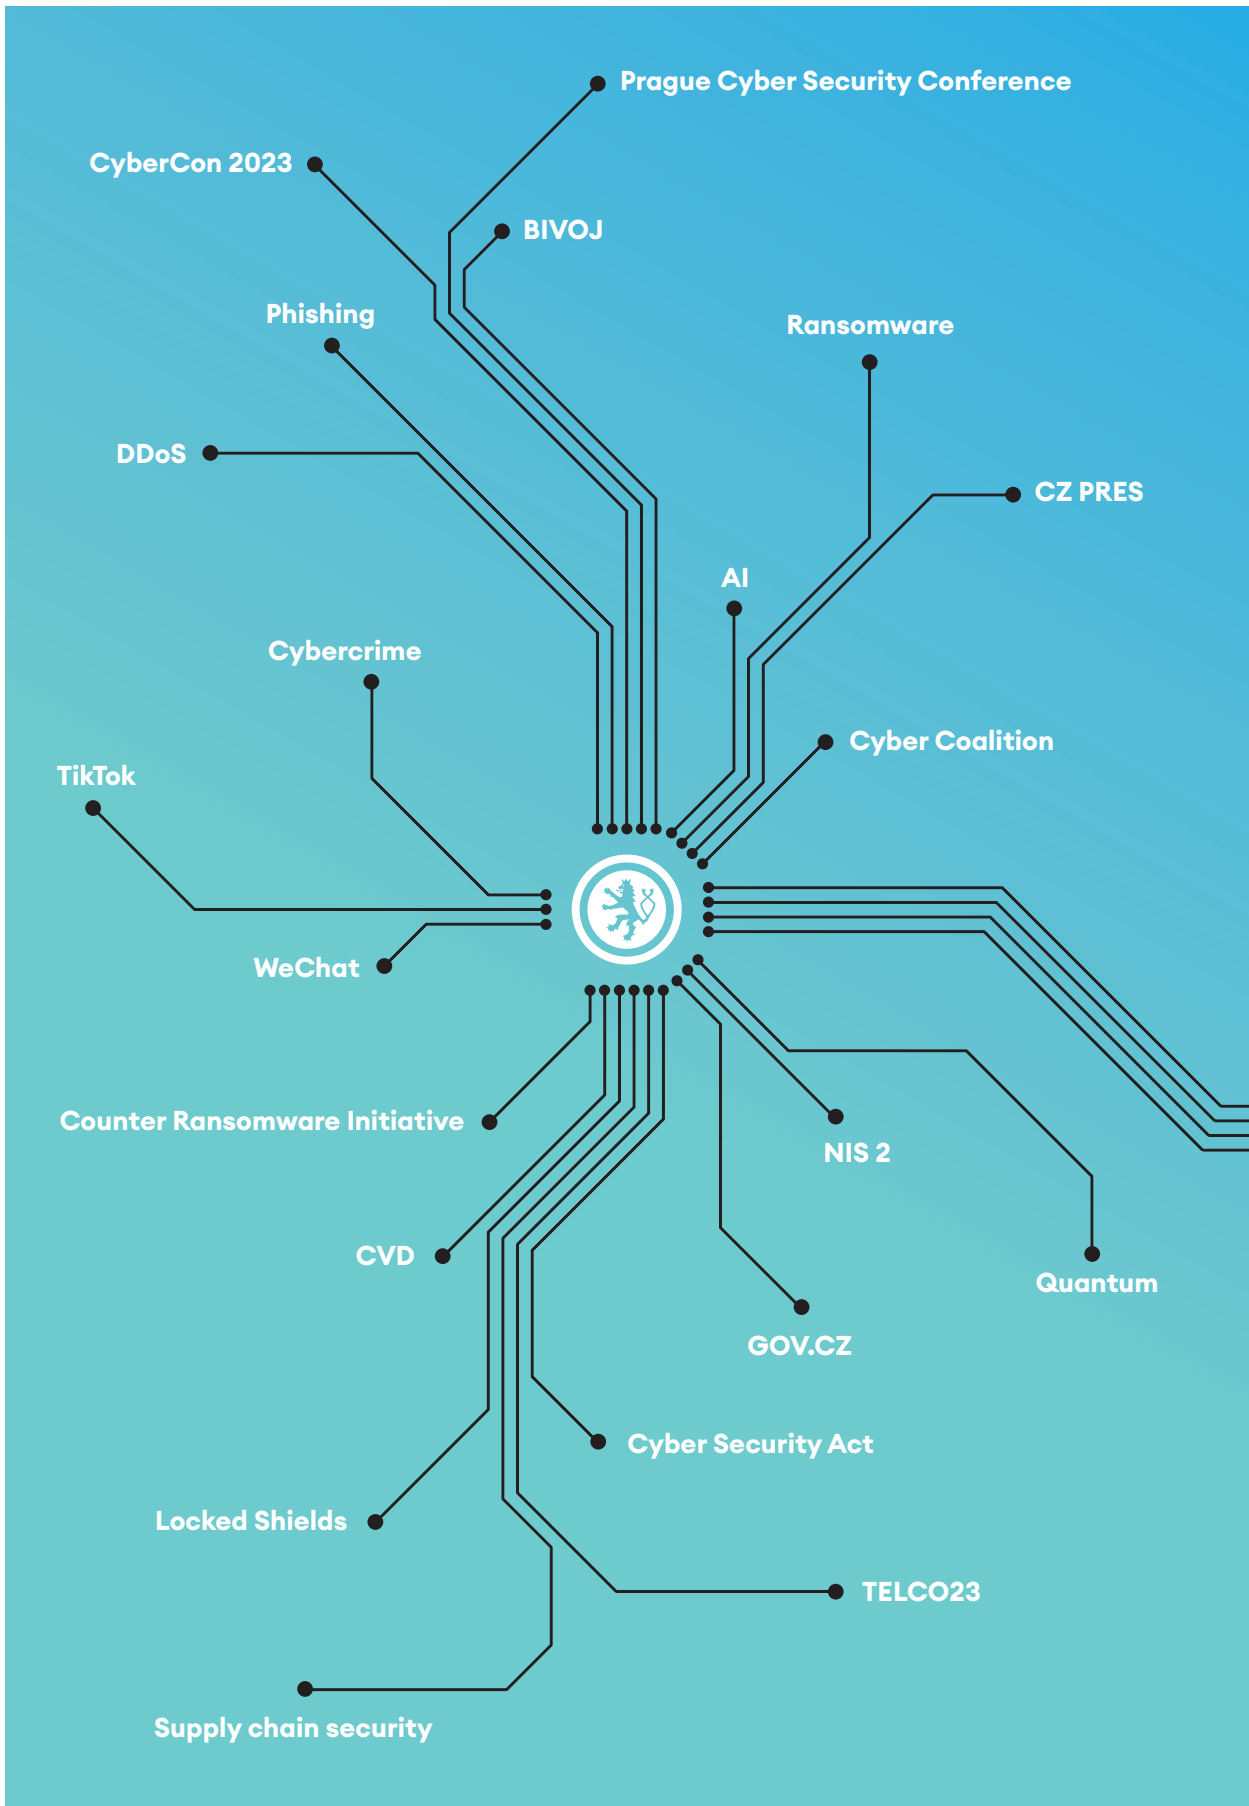 Prague Cyber Security Conference
CyberCon 2023
BIVOJ
Phishing
Ransomware
DDoS
CZ PRES
AI
Cybercrime
Cyber Coalition
TikTok
WeChat
Counter Ransomware Initiative
NIS 2
CVD
Quantum
GOV.CZ
Cyber Security Act
Locked Shields
TELCO23
Supply chain security